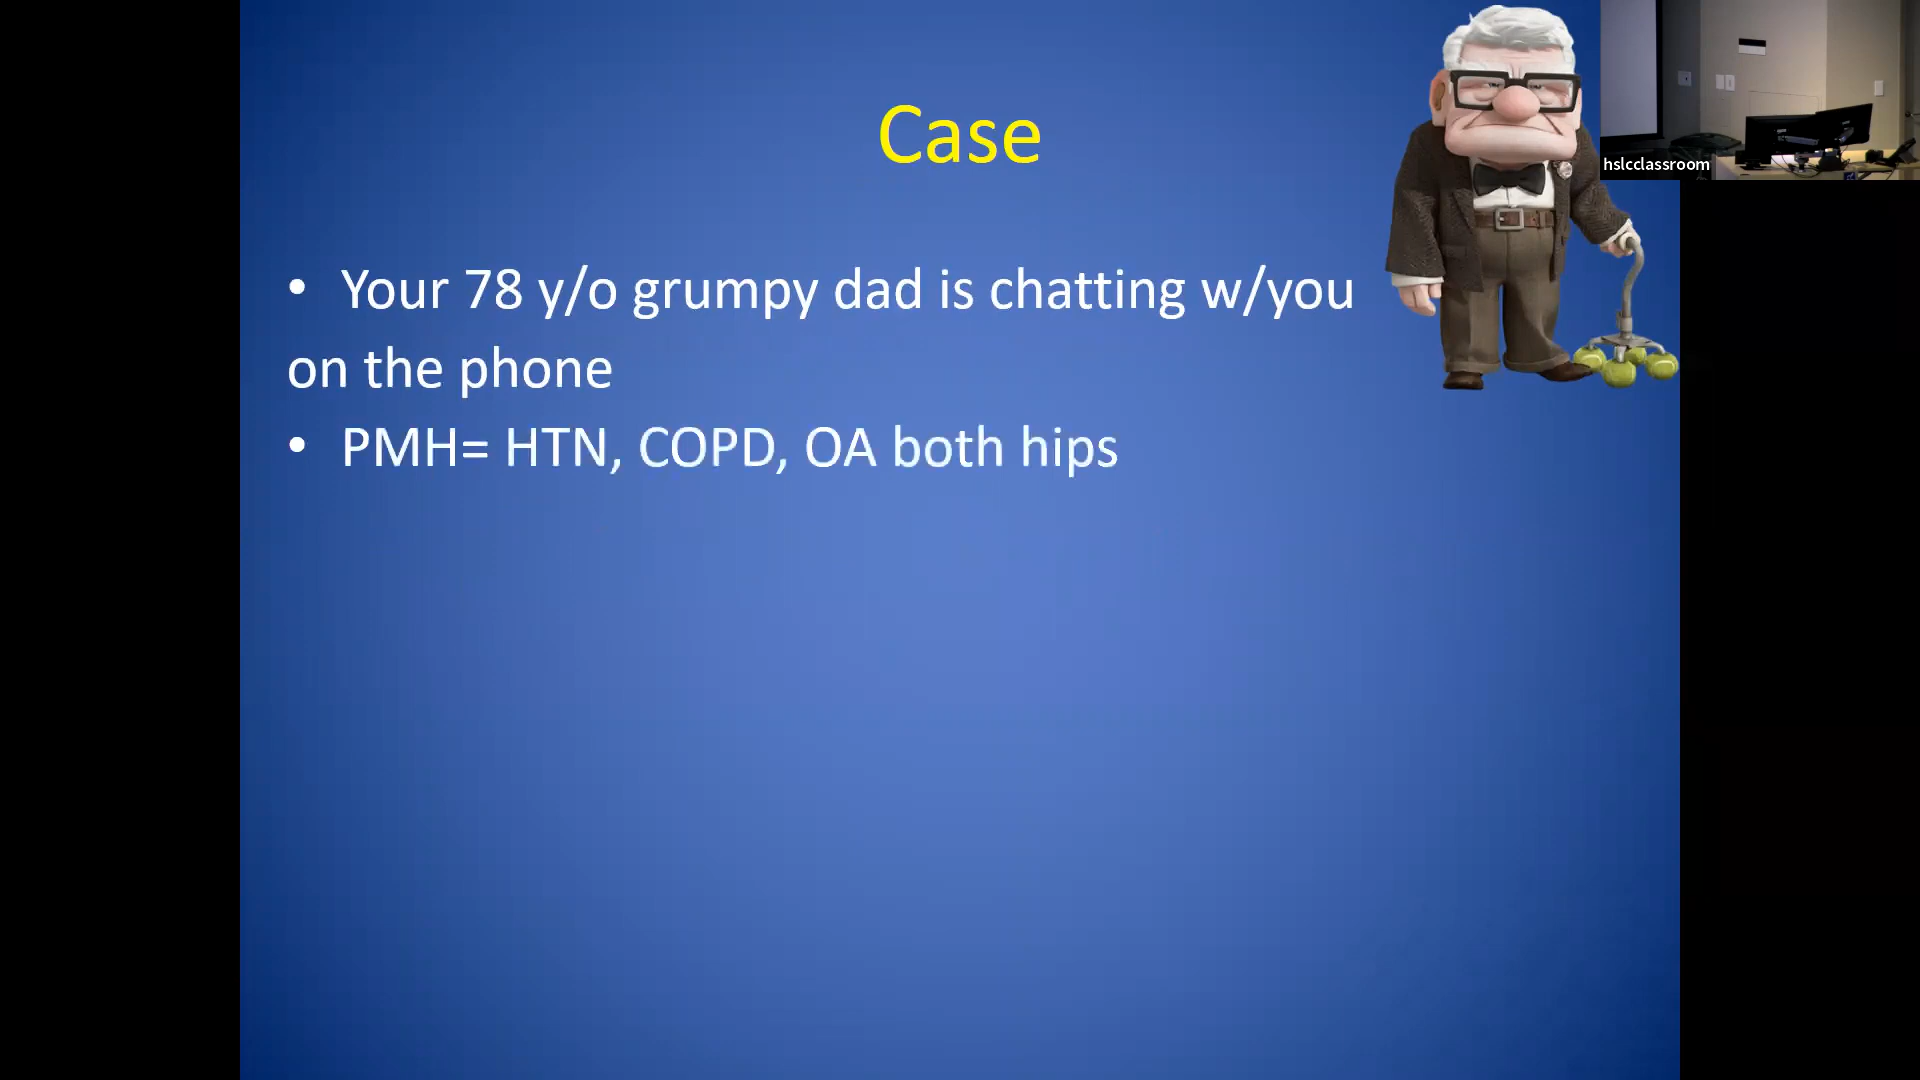 Case
• Your 78 y/o grumpy dad is chatting w/you
on the phone
• PMH= HTN, COPD, OA both hips
hslcclassroom